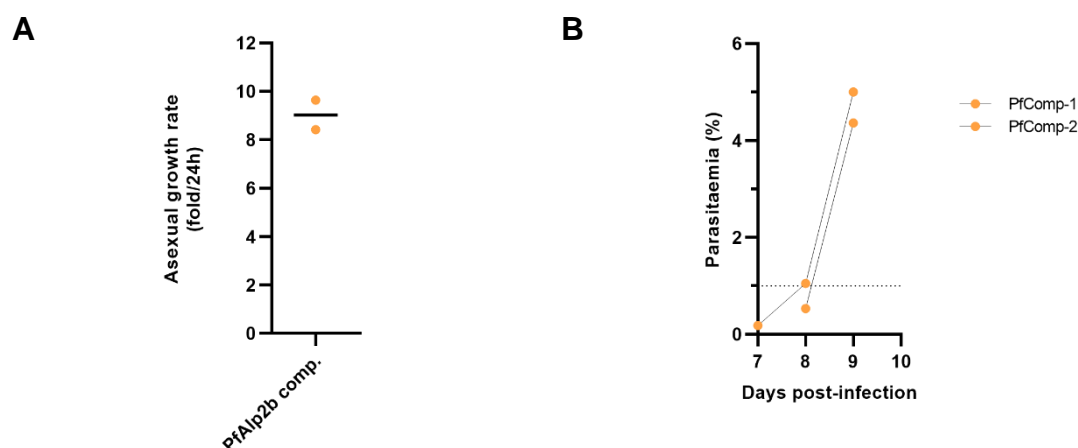 A
Asexual growth rate
(fold/24h)
12
10
8
6
4
2
0
PfAlp2b comp.
B
Parasitaemia (%)
6
4
2
0
7 8 9 10
Days post-infection
PfComp-1
PfComp-2